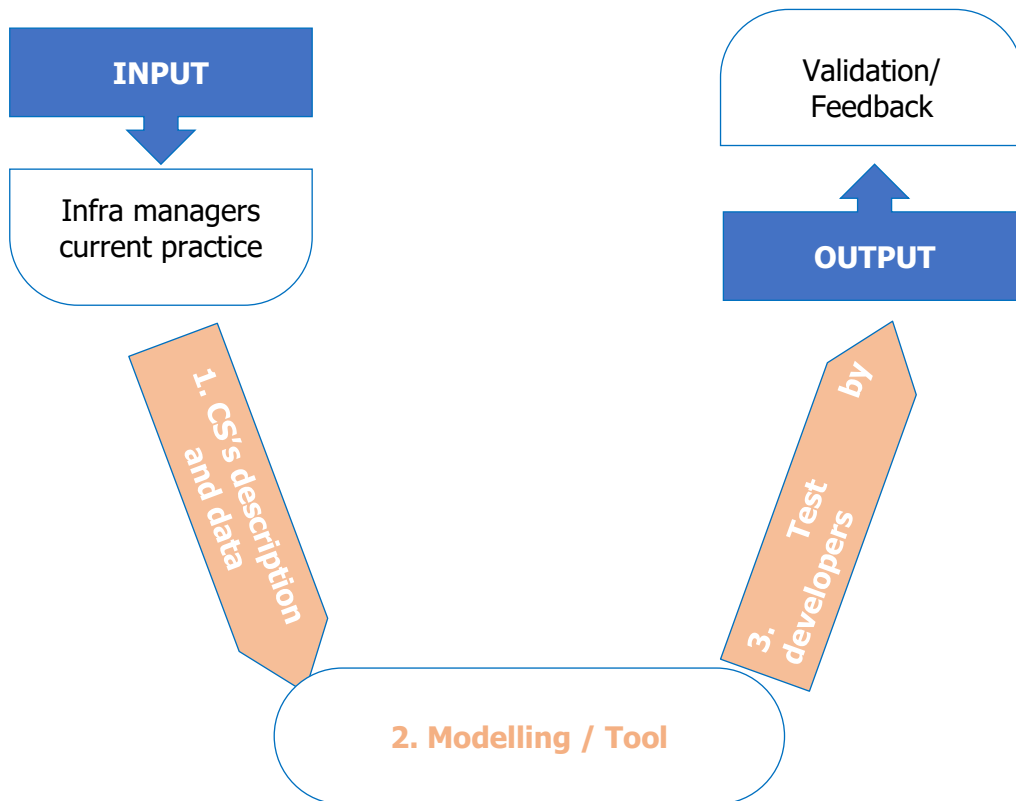 INPUT
Infra managers
current practice
1. CS's description
and data
2. Modelling / Tool
3. Test by
developers
OUTPUT
Validation/
Feedback